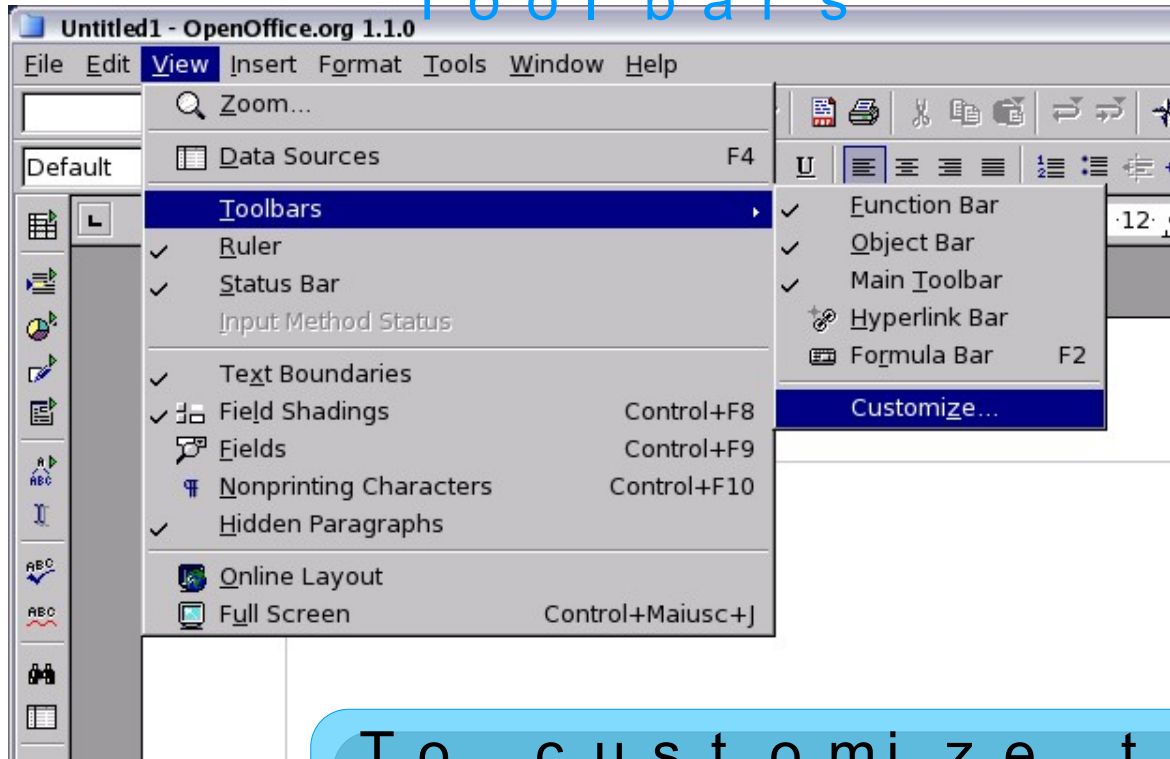 Toolbars
Untitled1 - OpenOffice.org 1.1.0
File Edit View Insert Format Tools Window Help
Zoom...
Default
Data Sources F4
U
Toolbars
Function Bar
·12·
Ruler
Object Bar
Status Bar
Main Toolbar
Input Method Status
Hyperlink Bar
Formula Bar F2
Text Boundaries
Field Shadings Control+F8
Customize...
Fields Control+F9
Nonprinting Characters Control+F10
Hidden Paragraphs
ABC
Online Layout
Full Screen Control+Maiusc+J
ABC
To customize t